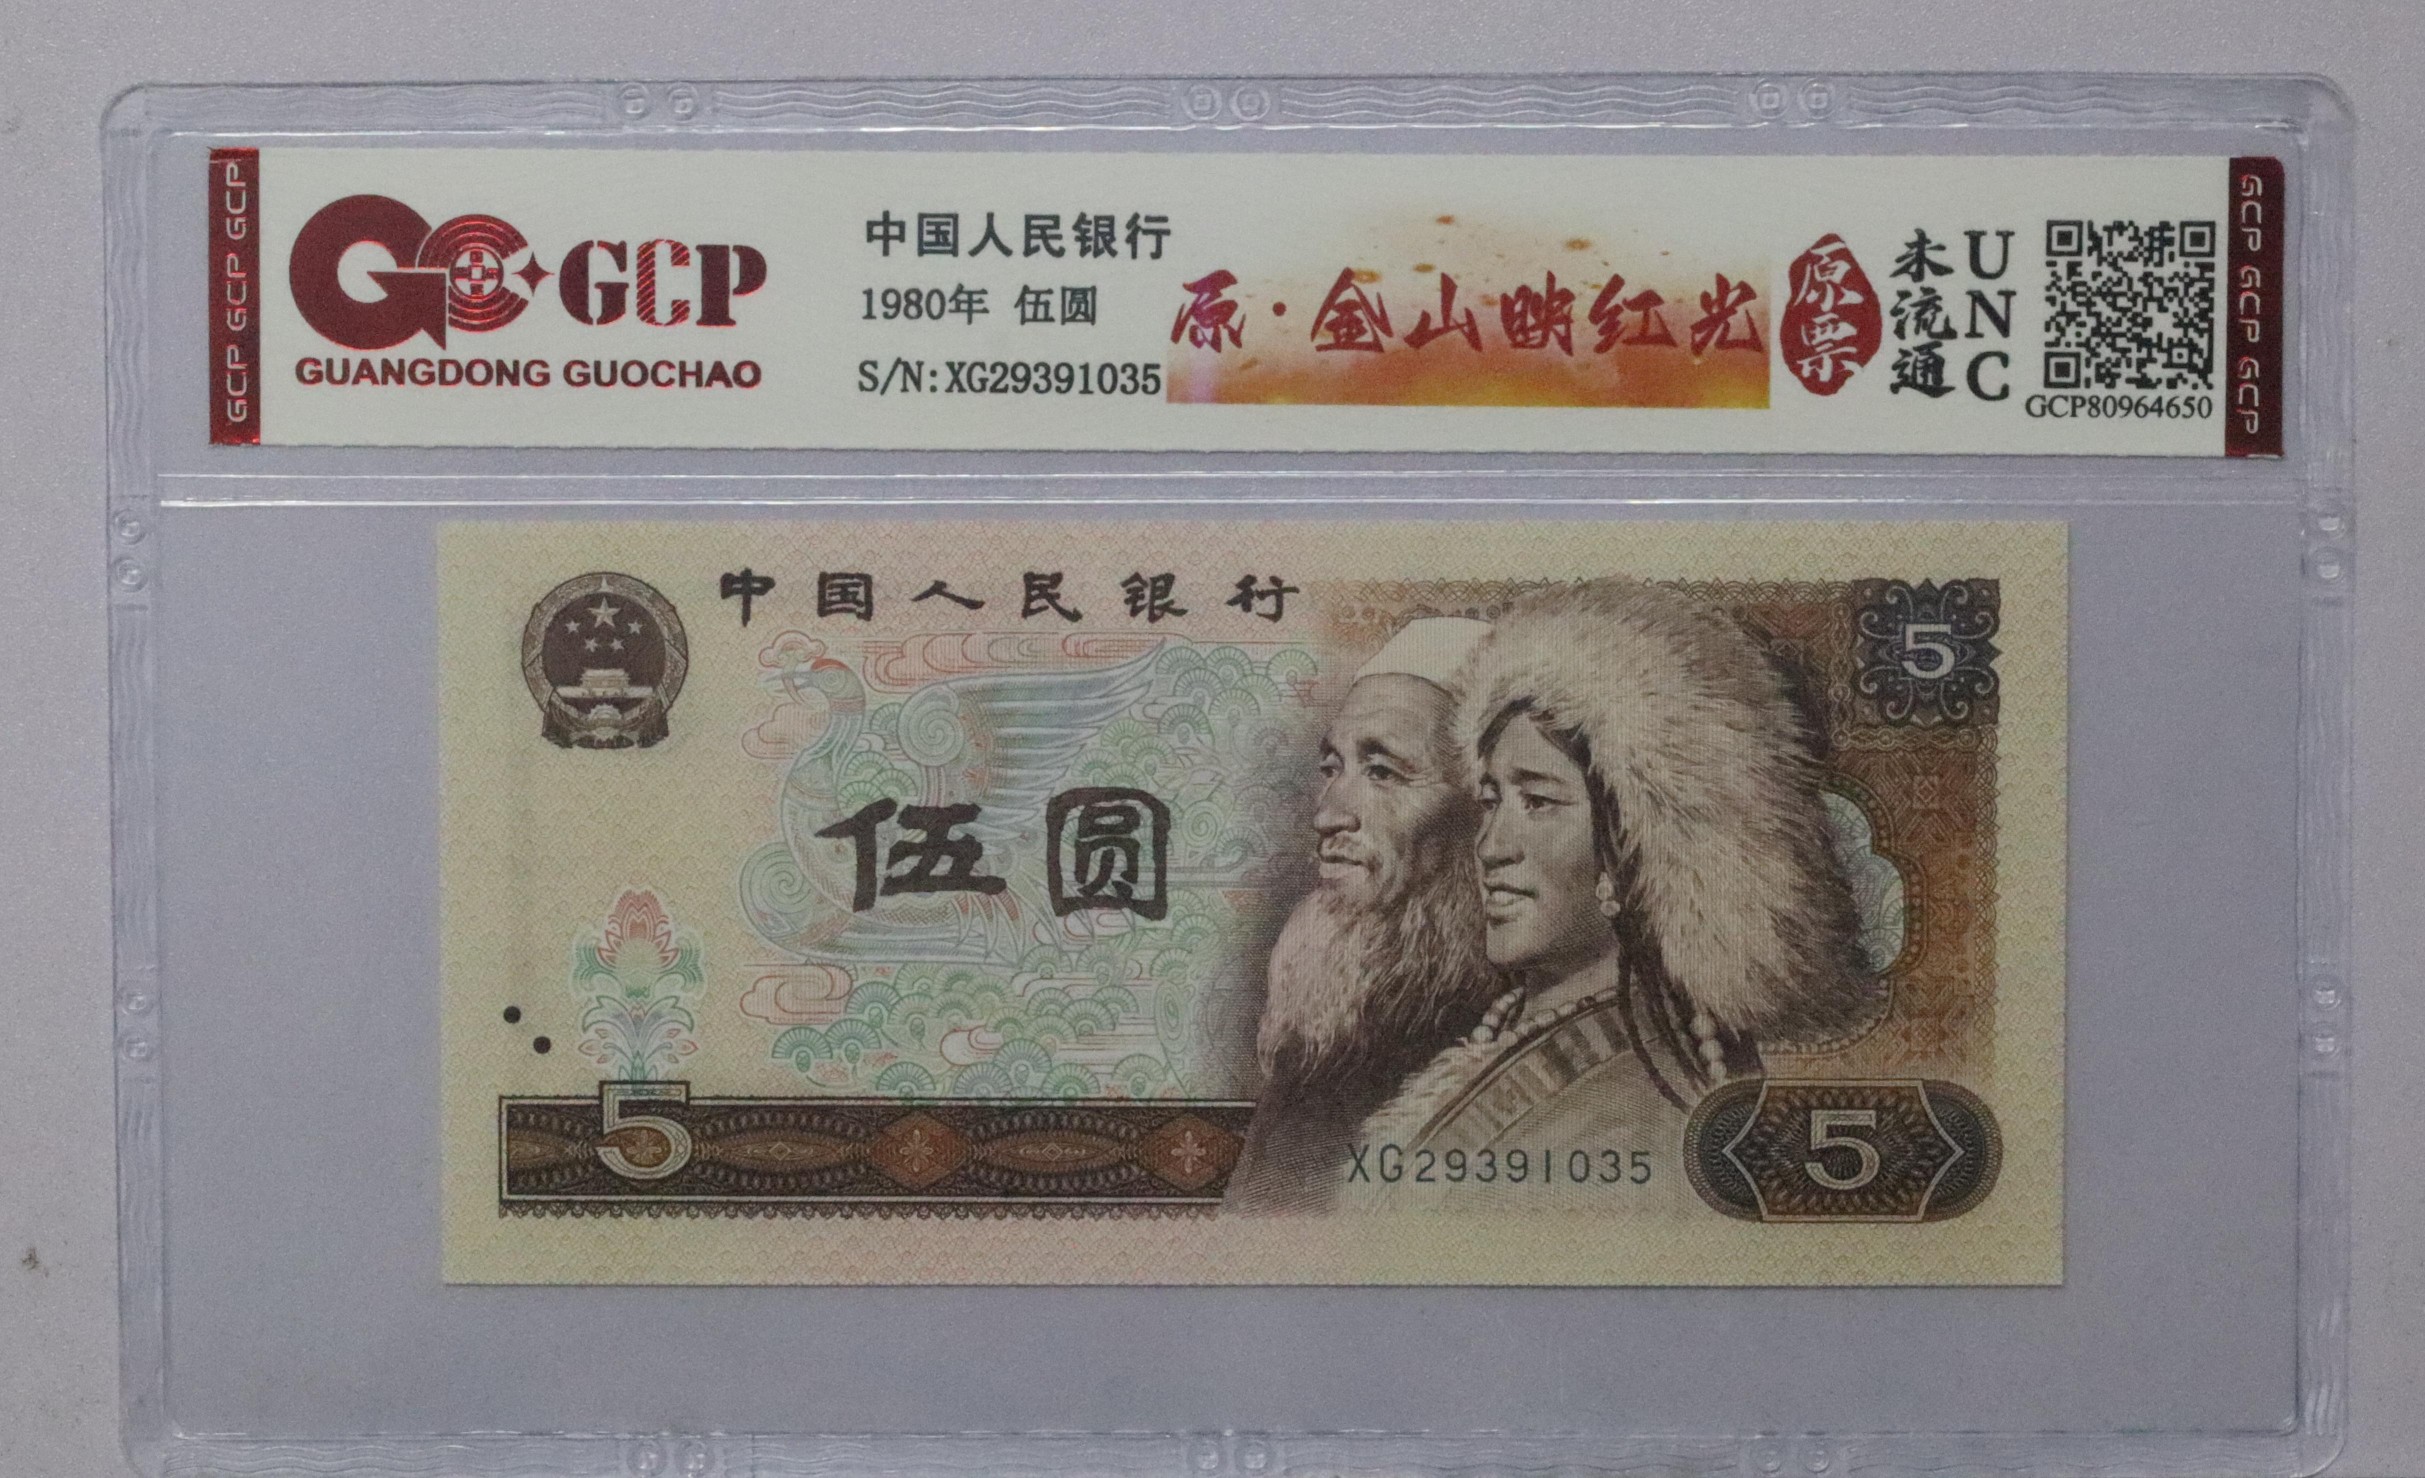 GCP GCP GCP
GCP
GUANGDONG GUOCHAO
中国人民银行
1980年 伍圆
S/N:XG29391035
原·金山映红光
原票
未流通
UNC
GCP80964650
GCP GCP GCP
中国人民银行
5
伍圆
5
XG29391035
5